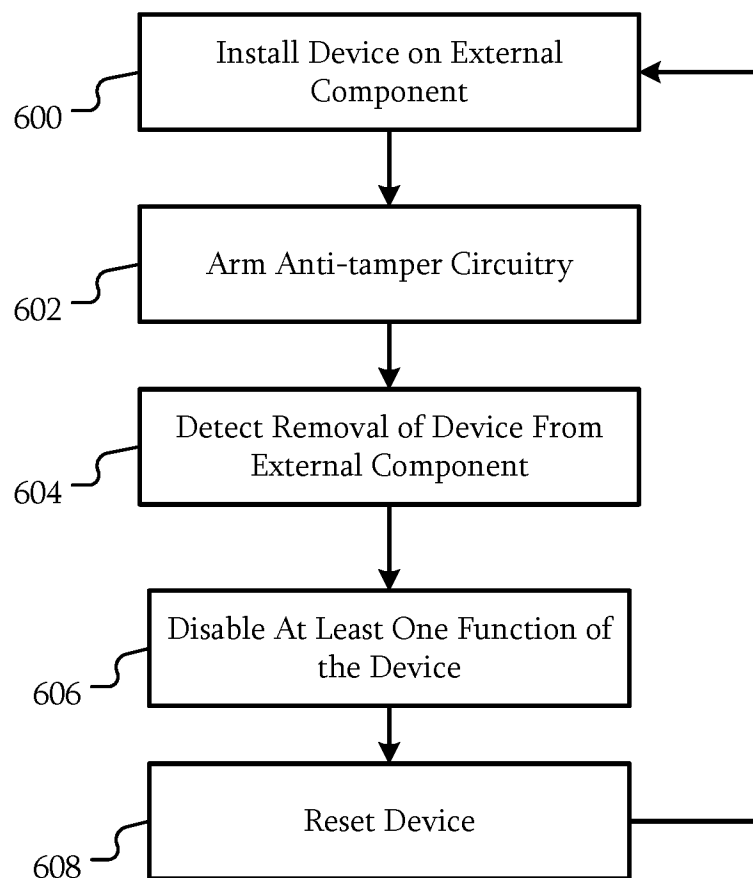 Install Device on External
Component
600
Arm Anti-tamper Circuitry
602
Detect Removal of Device From
External Component
604
Disable At Least One Function of
the Device
606
Reset Device
608